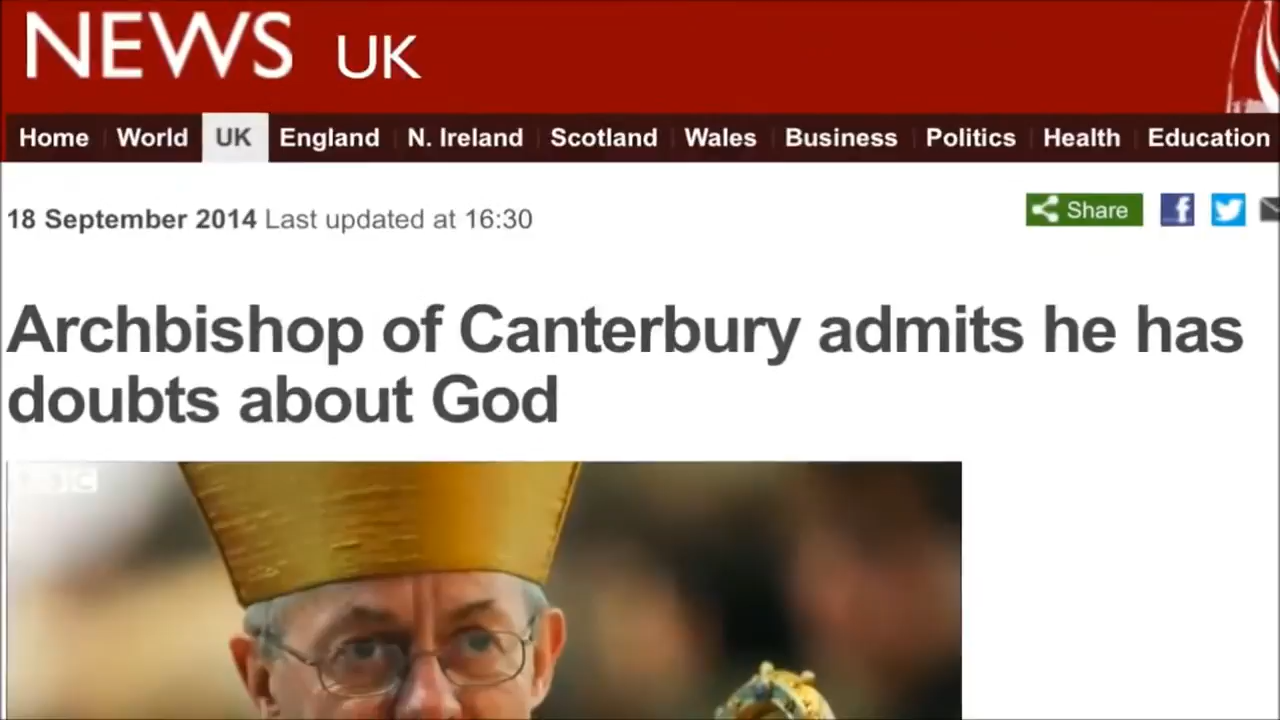 NEWS UK
Home World UK England N. Ireland Scotland Wales Business Politics Health Education
18 September 2014 Last updated at 16:30 Share
Archbishop of Canterbury admits he has
doubts about God